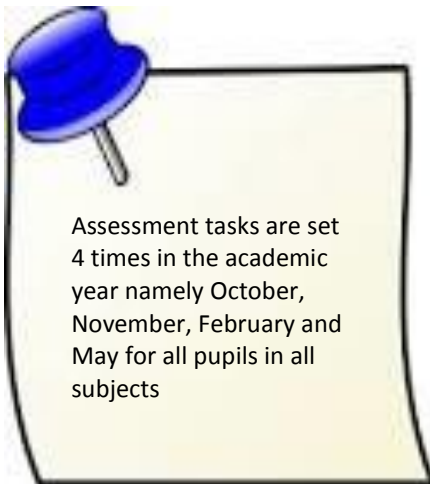 Assessment tasks are set
4 times in the academic
year namely October,
November, February and
May for all pupils in all
subjects